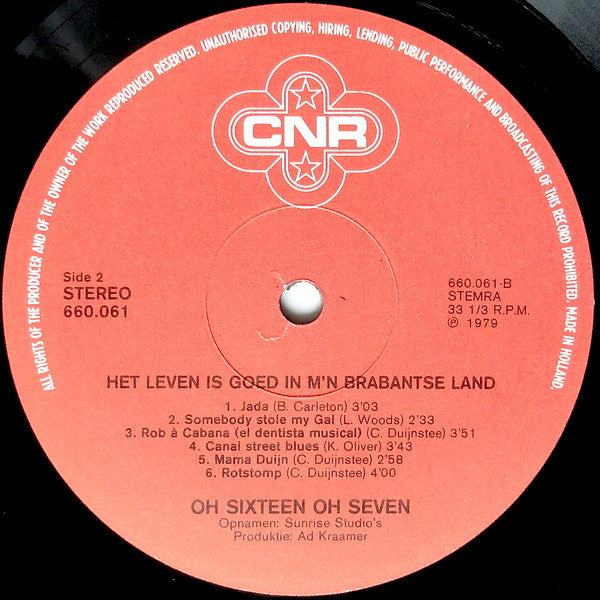 ALL RIGHTS OF THE PRODUCER AND OF THE OWNER OF THE WORK REPRODUCED RESERVED. UNAUTHORISED COPYING, HIRING, LENDING, PUBLIC PERFORMANCE AND BROADCASTING OF THIS RECORD PROHIBITED. MADE IN HOLLAND.
CNR
Side 2
STEREO
660.061
660.061-B
STEMRA
33 1/3 R.P.M.
℗ 1979
HET LEVEN IS GOED IN M'N BRABANTSE LAND
1. Jada (B. Carleton) 3'03
2. Somebody stole my Gal (L. Woods) 2'33
3. Rob à Cabana (el dentista musical) (C. Duijnstee) 3'51
4. Canal street blues (K. Oliver) 3'43
5. Mama Duijn (C. Duijnstee) 2'58
6. Rotstomp (C. Duijnstee) 4'00
OH SIXTEEN OH SEVEN
Opnamen: Sunrise Studio's
Produktie: Ad Kraamer